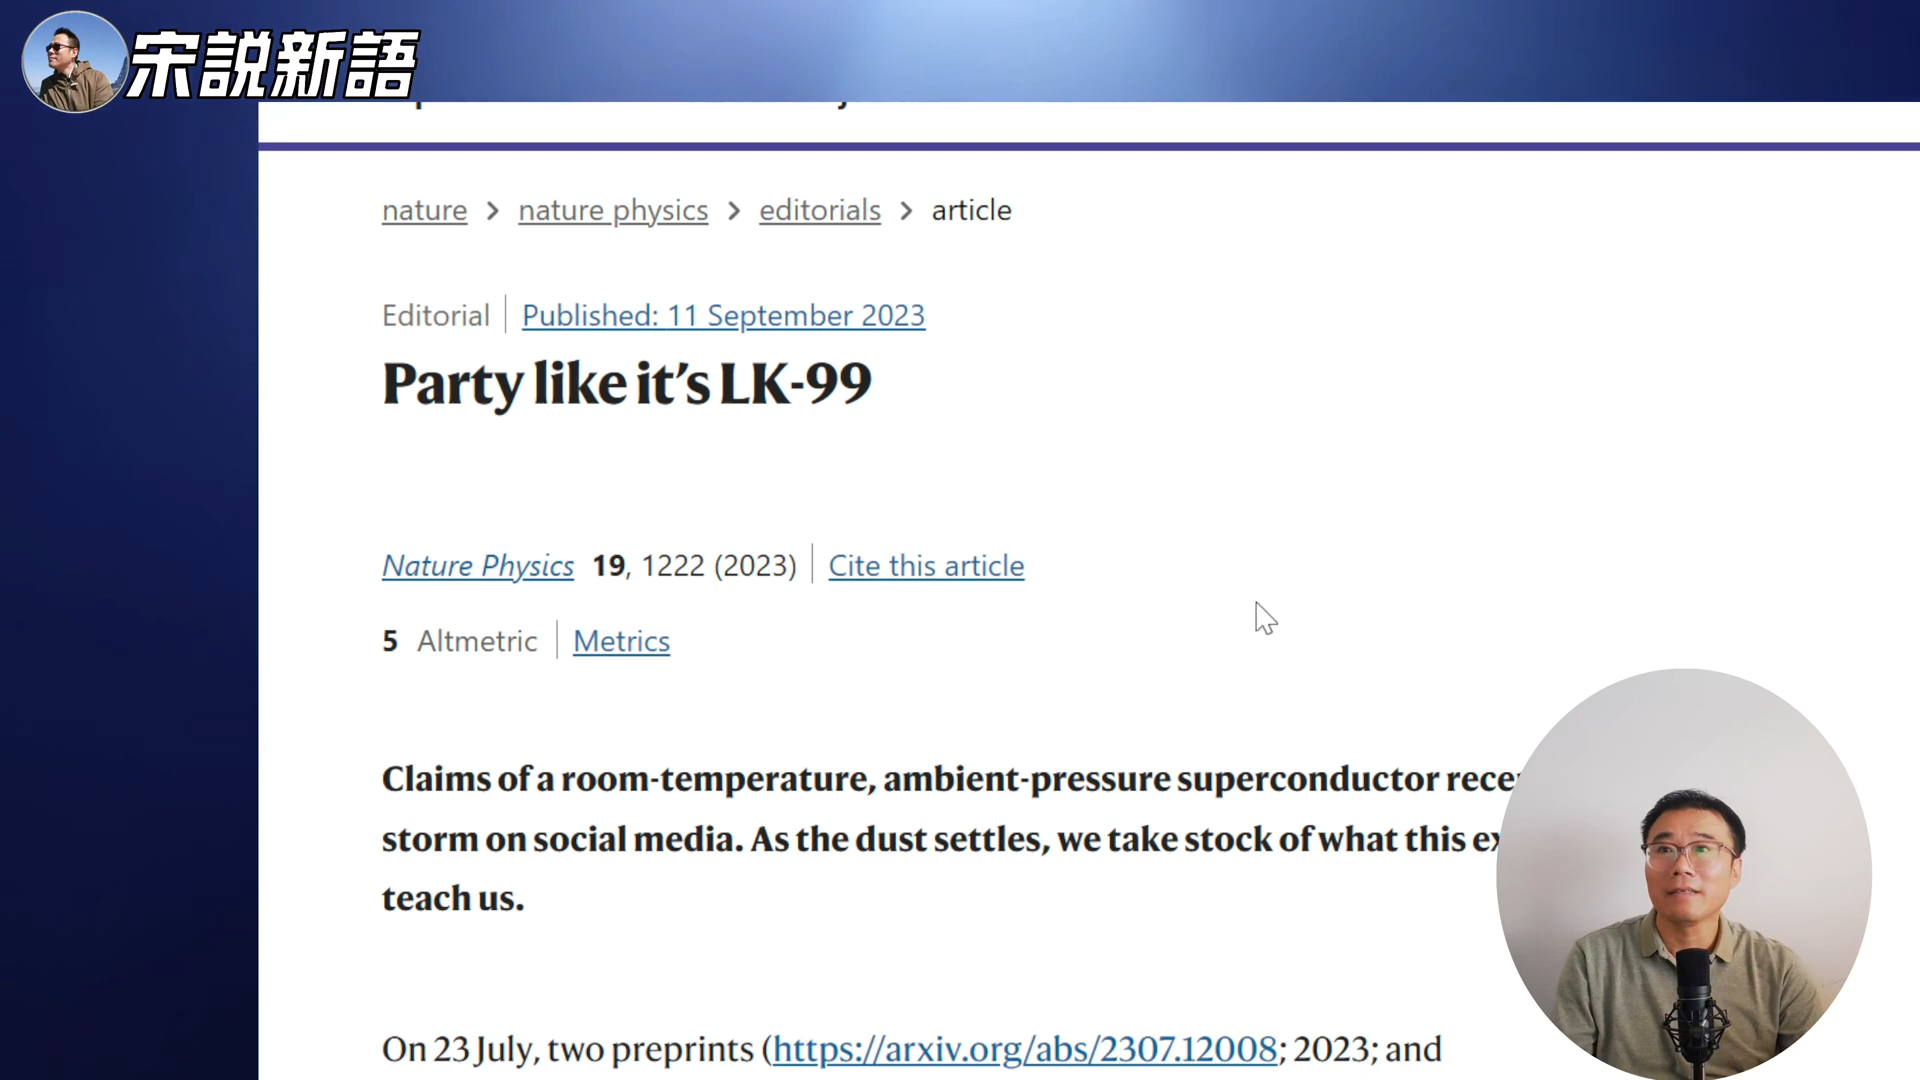 宋説新語
nature > nature physics > editorials > article
Editorial | Published: 11 September 2023
Party like it’s LK-99
Nature Physics 19, 1222 (2023) | Cite this article
5 Altmetric | Metrics
Claims of a room-temperature, ambient-pressure superconductor
storm on social media. As the dust settles, we take stock of what this
teach us.
On 23 July, two preprints (https://arxiv.org/abs/2307.12008; 2023; and